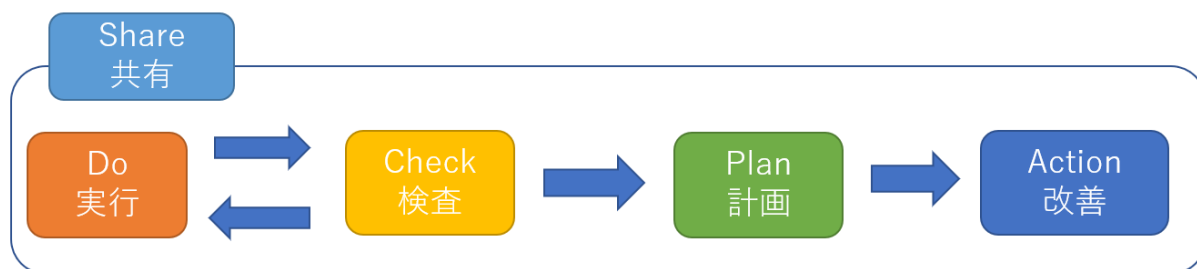 Share
共有
Do
実行
Check
検査
Plan
計画
Action
改善